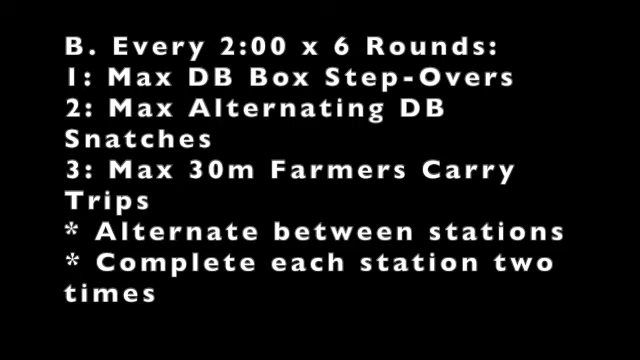 B. Every 2:00 x 6 Rounds:
1: Max DB Box Step-Overs
2: Max Alternating DB
Snatches
3: Max 30m Farmers Carry
Trips
* Alternate between stations
* Complete each station two
times